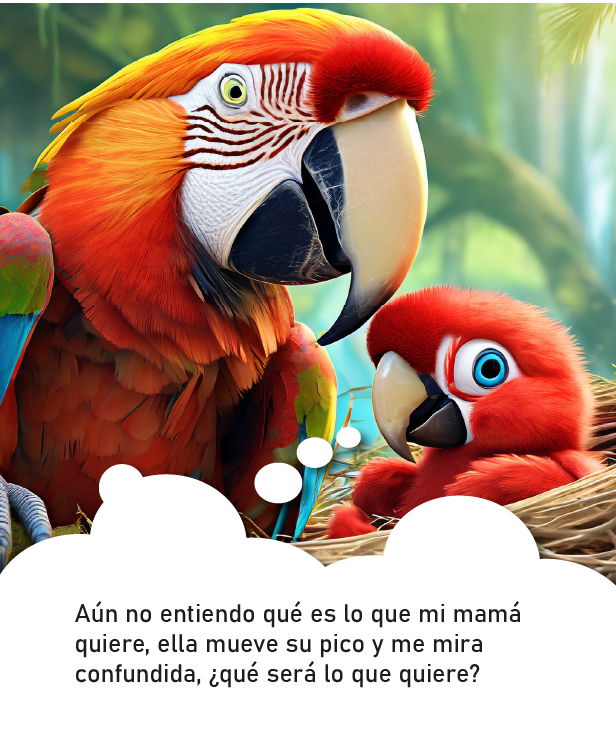 Aún no entiendo qué es lo que mi mamá
quiere, ella mueve su pico y me mira
confundida, ¿qué será lo que quiere?